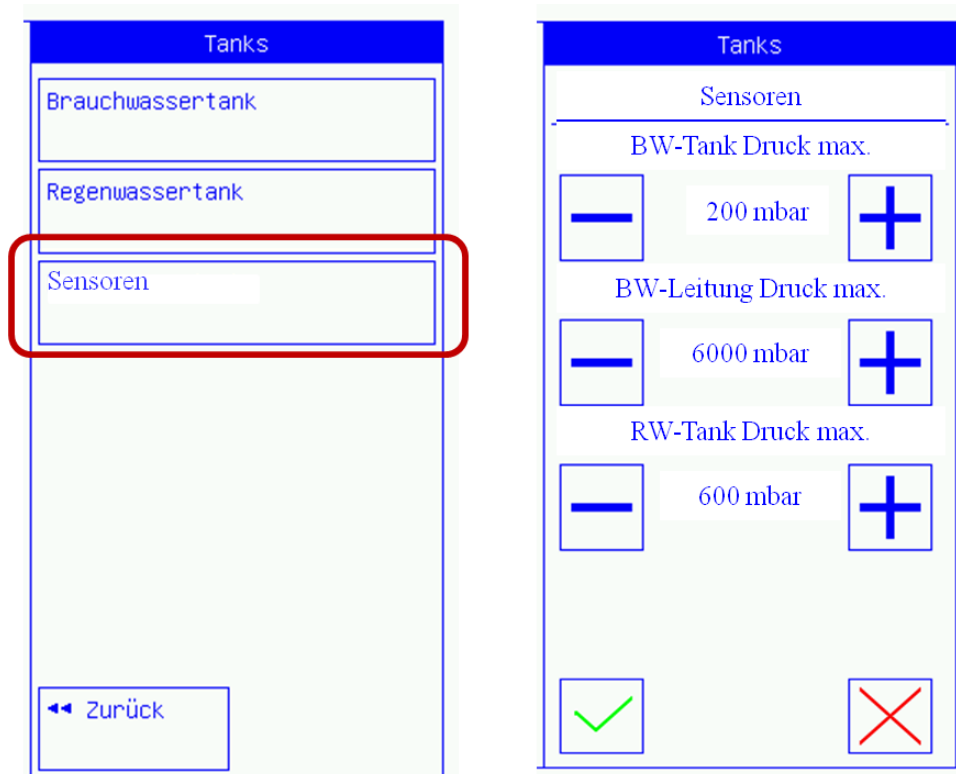 Tanks
Brauchwassertank
Regenwassertank
Sensoren
Zurück
Tanks
Sensoren
BW-Tank Druck max.
200 mbar
BW-Leitung Druck max.
6000 mbar
RW-Tank Druck max.
600 mbar